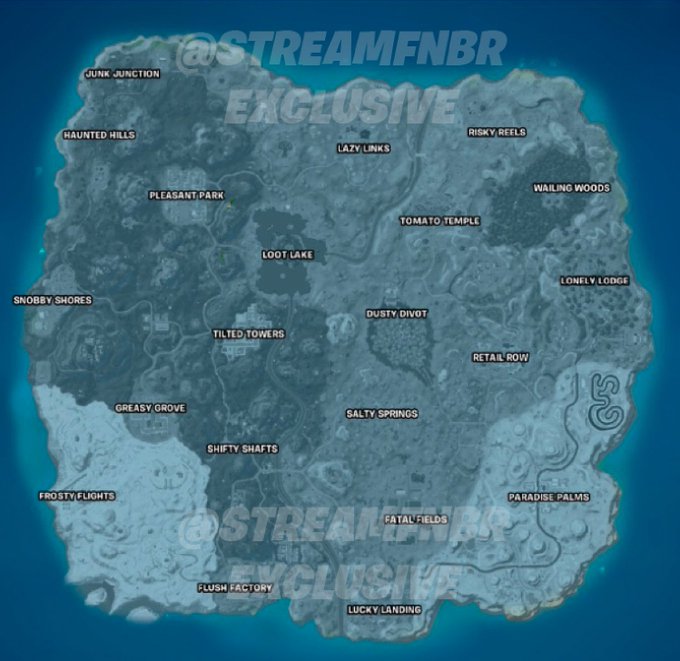 @STREAMFNBR
EXCLUSIVE
JUNK JUNCTION
HAUNTED HILLS
RISKY REELS
LAZY LINKS
PLEASANT PARK
WAILING WOODS
TOMATO TEMPLE
LOOT LAKE
LONELY LODGE
SNOBBY SHORES
DUSTY DIVOT
TILTED TOWERS
RETAIL ROW
GREASY GROVE
SALTY SPRINGS
SHIFTY SHAFTS
FROSTY FLIGHTS
PARADISE PALMS
FATAL FIELDS
@STREAMFNBR
EXCLUSIVE
FLUSH FACTORY
LUCKY LANDING